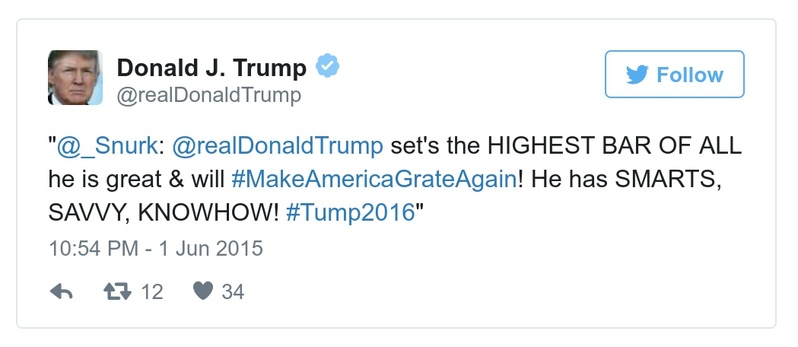 Donald J. Trump
@realDonaldTrump
Follow
"@_Snurk: @realDonaldTrump set's the HIGHEST BAR OF ALL
he is great & will #MakeAmericaGrateAgain! He has SMARTS,
SAVVY, KNOWHOW! #Tump2016"
10:54 PM - 1 Jun 2015
12 34